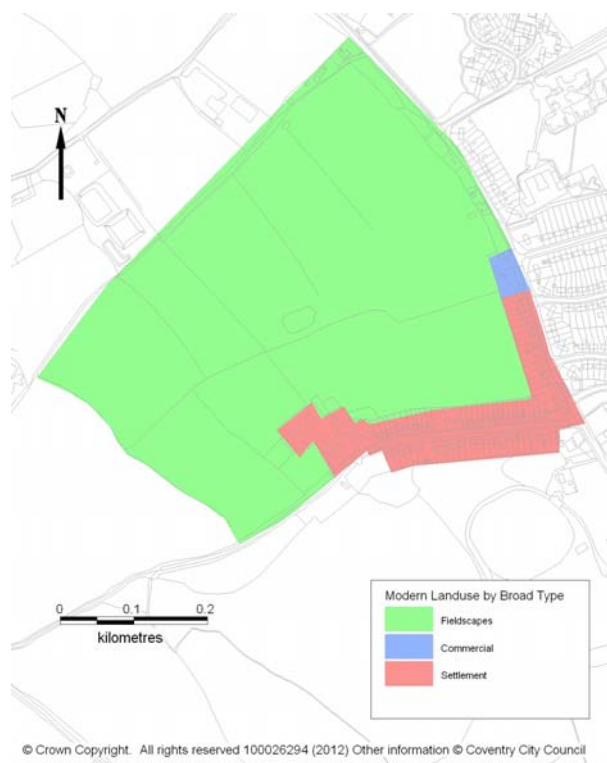 N
0 0.1 0.2
kilometres
Modern Landuse by Broad Type
Fieldscapes
Commercial
Settlement
© Crown Copyright. All rights reserved 100026294 (2012) Other information © Coventry City Council